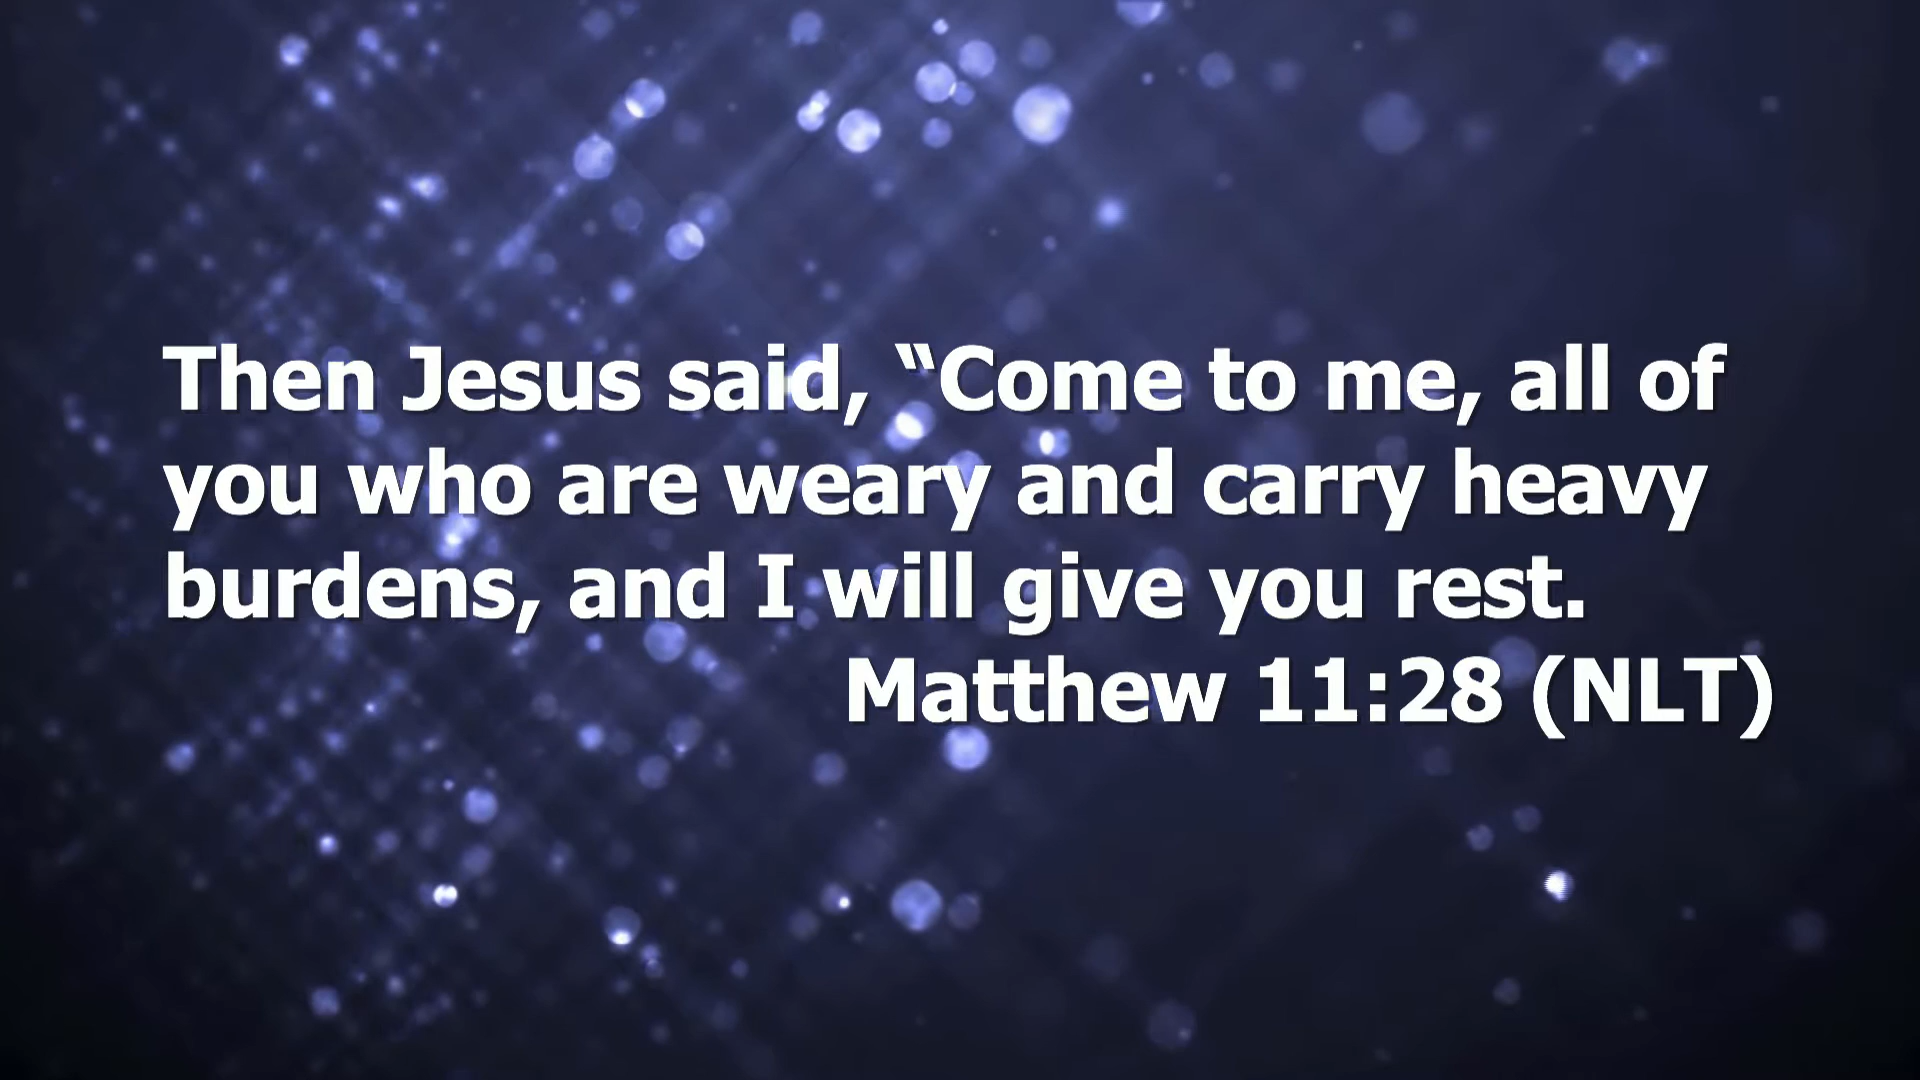 Then Jesus said, “Come to me, all of
you who are weary and carry heavy
burdens, and I will give you rest.
Matthew 11:28 (NLT)